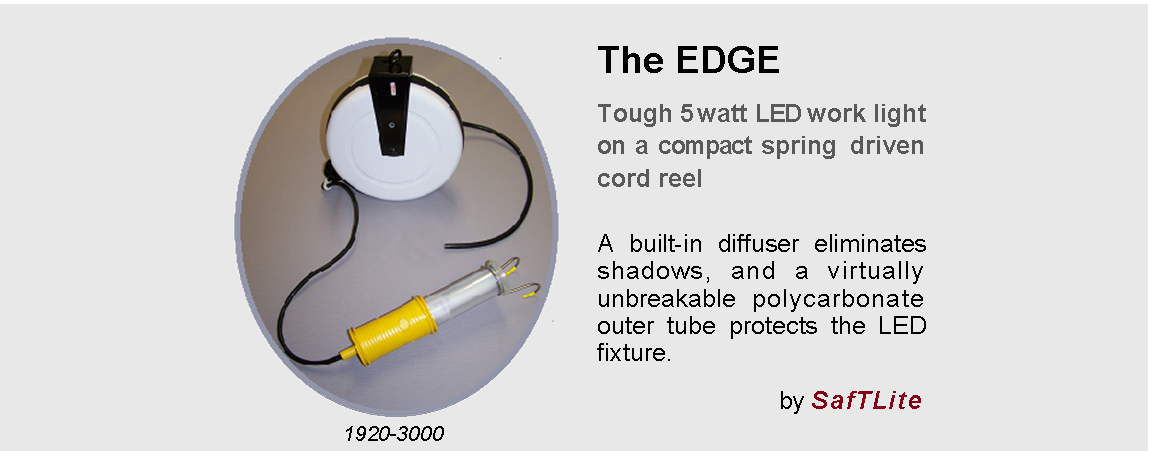 The EDGE
Tough 5 watt LED work light
on a compact spring driven
cord reel
A built-in diffuser eliminates
shadows, and a virtually
unbreakable polycarbonate
outer tube protects the LED
fixture.
by SafTLite
1920-3000